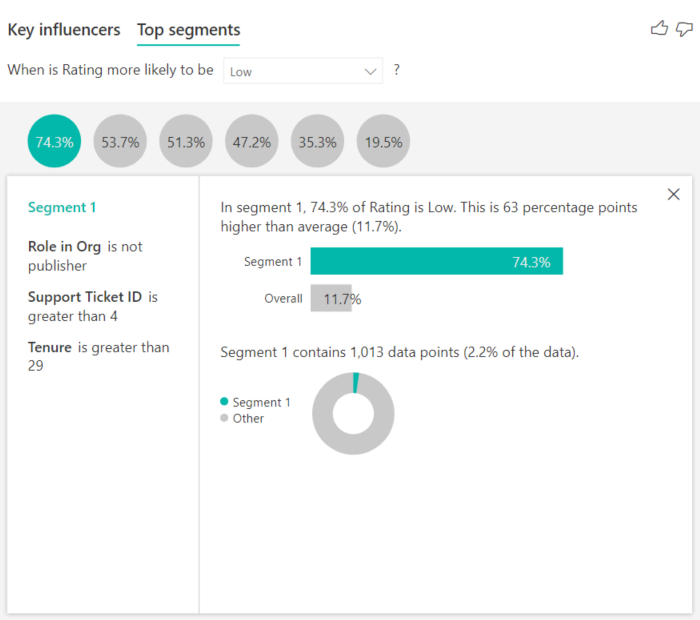 Key influencers Top segments
When is Rating more likely to be Low ?
74.3% 53.7% 51.3% 47.2% 35.3% 19.5%
Segment 1
Role in Org is not
publisher
Support Ticket ID is
greater than 4
Tenure is greater than
29
In segment 1, 74.3% of Rating is Low. This is 63 percentage points
higher than average (11.7%).
Segment 1 74.3%
Overall 11.7%
Segment 1 contains 1,013 data points (2.2% of the data).
Segment 1
Other